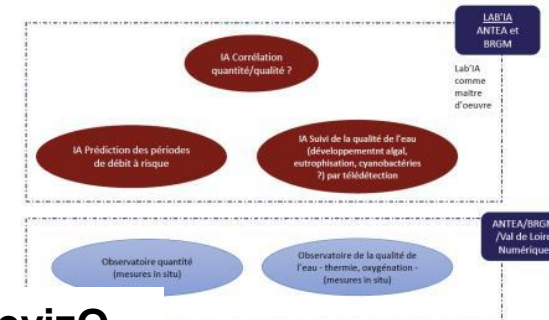 LAB'IA
ANTEA et
BRGM
IA Corrélation
quantité/qualité ?
Lab'IA
comme
maître
d'oeuvre
IA Prédiction des périodes
de débit à risque
IA Suivi de la qualité de l'eau
(développementnt algal,
eutrophisation, cyanobactéries
?) par télédétection
ANTEA/BRGM
/Val de Loire
Numérique
Observatoire quantité
(mesures in situ)
Observatoire de la qualité de
l'eau - thermie, oxygénation -
(mesures in situ)